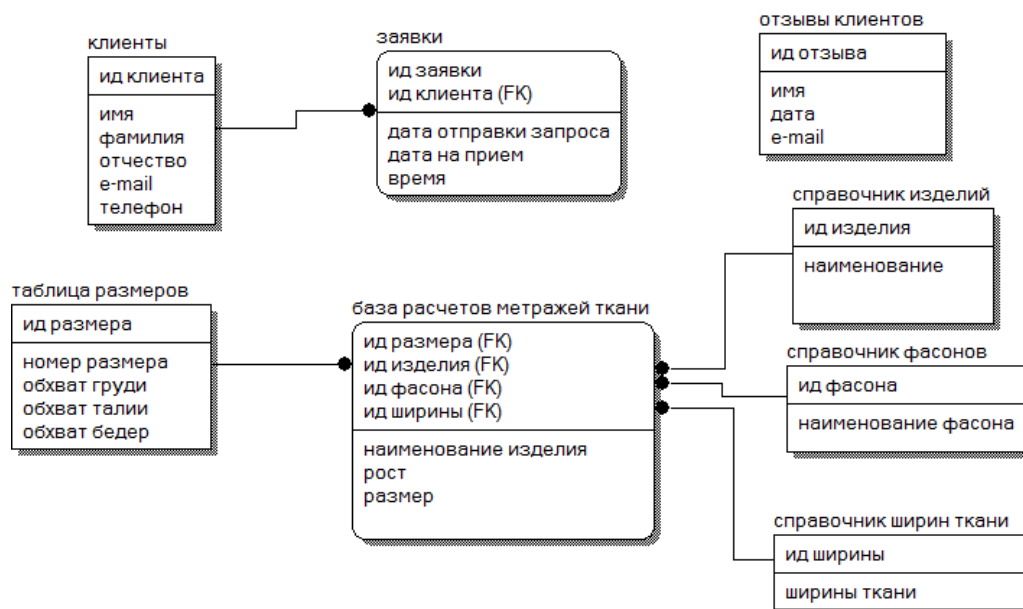 клиенты
ид клиента
имя
фамилия
отчество
e-mail
телефон
заявки
ид заявки
ид клиента (FK)
дата отправки запроса
дата на прием
время
отзывы клиентов
ид отзыва
имя
дата
e-mail
справочник изделий
ид изделия
наименование
таблица размеров
ид размера
номер размера
обхват груди
обхват талии
обхват бедер
база расчетов метражей ткани
ид размера (FK)
ид изделия (FK)
ид фасона (FK)
ид ширины (FK)
наименование изделия
рост
размер
справочник фасонов
ид фасона
наименование фасона
справочник ширин ткани
ид ширины
ширины ткани